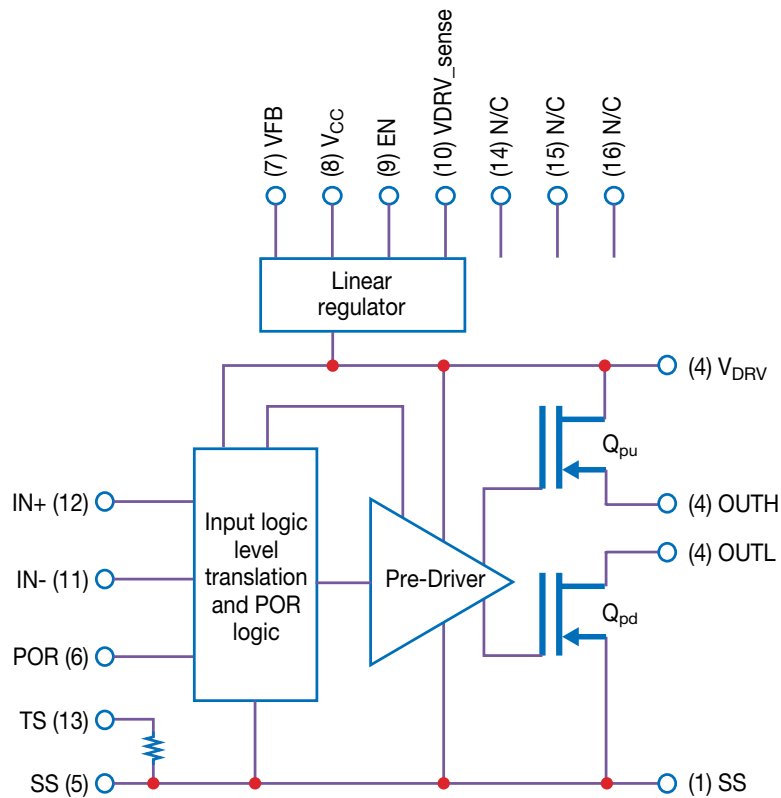 (7) VFB
(8) VCC
(9) EN
(10) VDRV_sense
(14) N/C
(15) N/C
(16) N/C
Linear
regulator
(4) VDRV
Qpu
IN+ (12)
(4) OUTH
Input logic
level
translation
and POR
logic
(4) OUTL
IN- (11)
Pre-Driver
Qpd
POR (6)
TS (13)
SS (5)
(1) SS